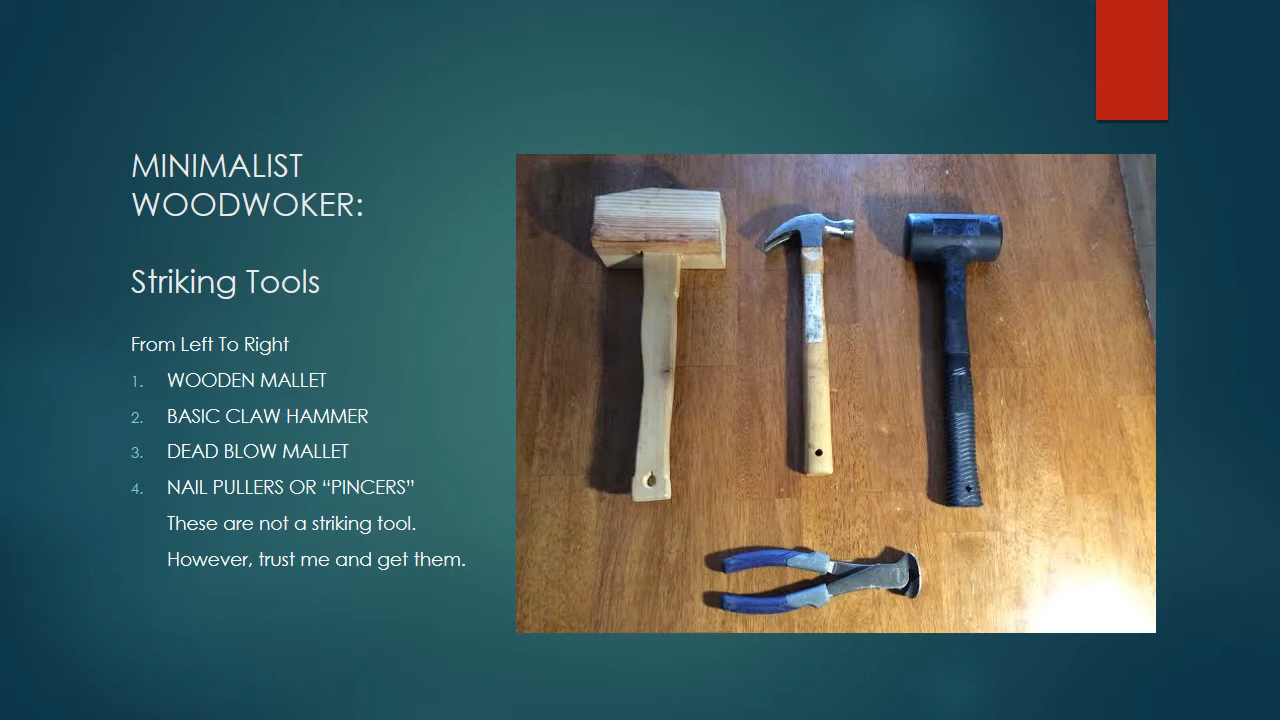 MINIMALIST
WOODWOKER:
Striking Tools
From Left To Right
1. WOODEN MALLET
2. BASIC CLAW HAMMER
3. DEAD BLOW MALLET
4. NAIL PULLERS OR “PINCERS”
These are not a striking tool.
However, trust me and get them.